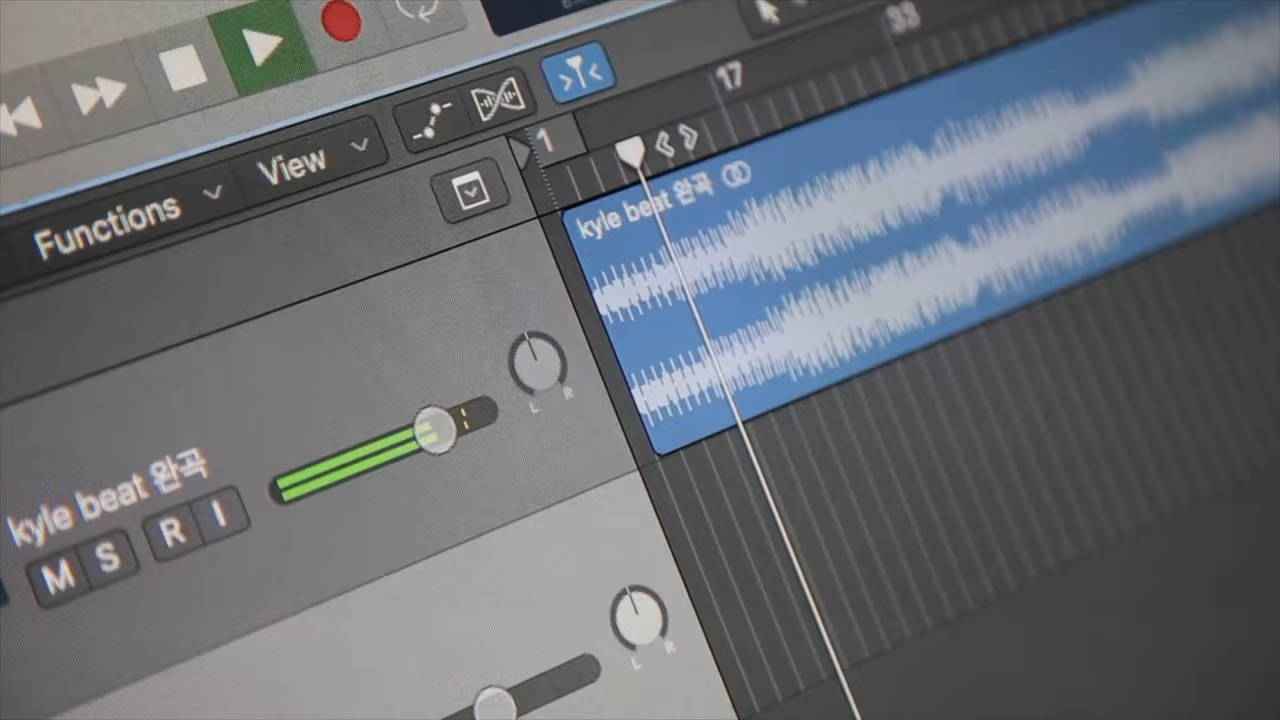 33
17
1
View
Functions
kyle beat 완곡
kyle beat 완곡
M S R I
L R
L R